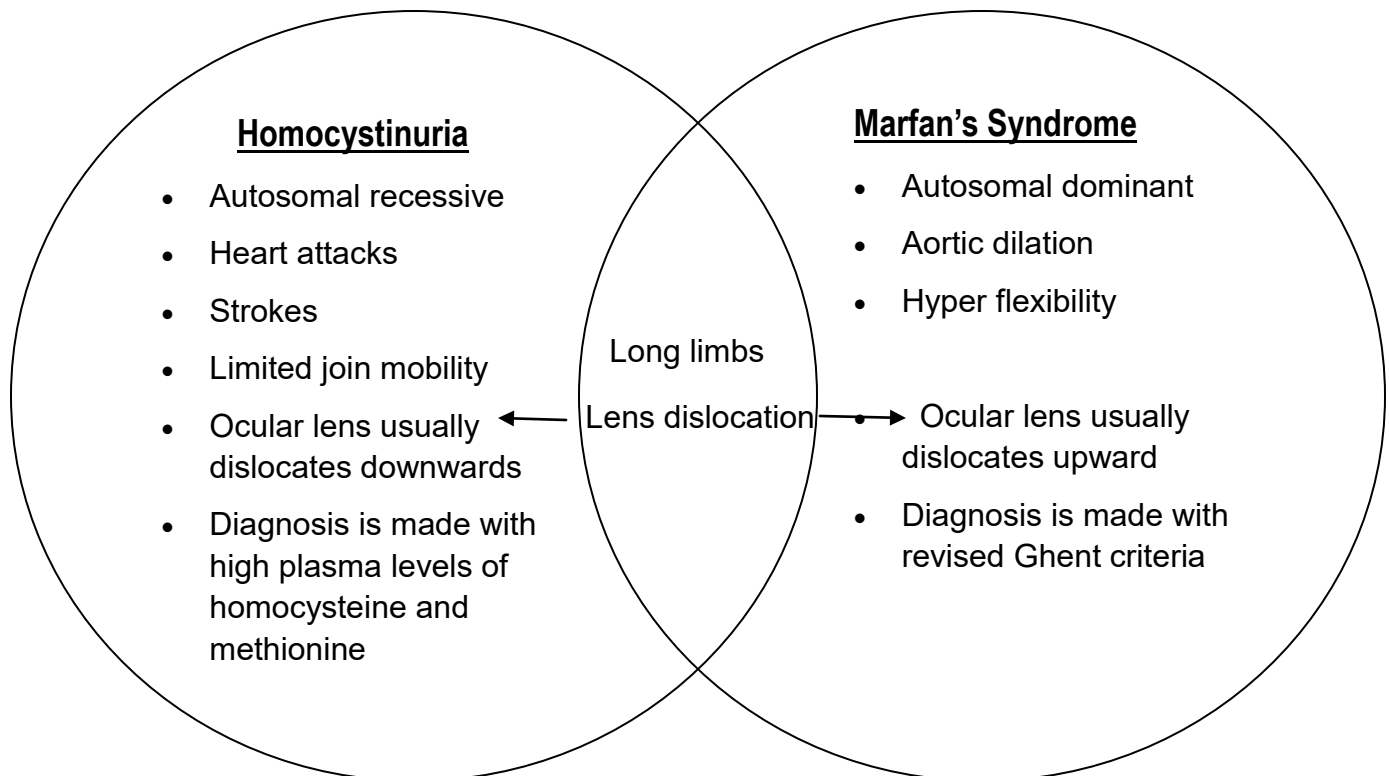 Homocystinuria
• Autosomal recessive
• Heart attacks
• Strokes
• Limited join mobility
• Ocular lens usually
dislocates downwards
• Diagnosis is made with
high plasma levels of
homocysteine and
methionine
Long limbs
Lens dislocation
Marfan’s Syndrome
• Autosomal dominant
• Aortic dilation
• Hyper flexibility
• Ocular lens usually
dislocates upward
• Diagnosis is made with
revised Ghent criteria